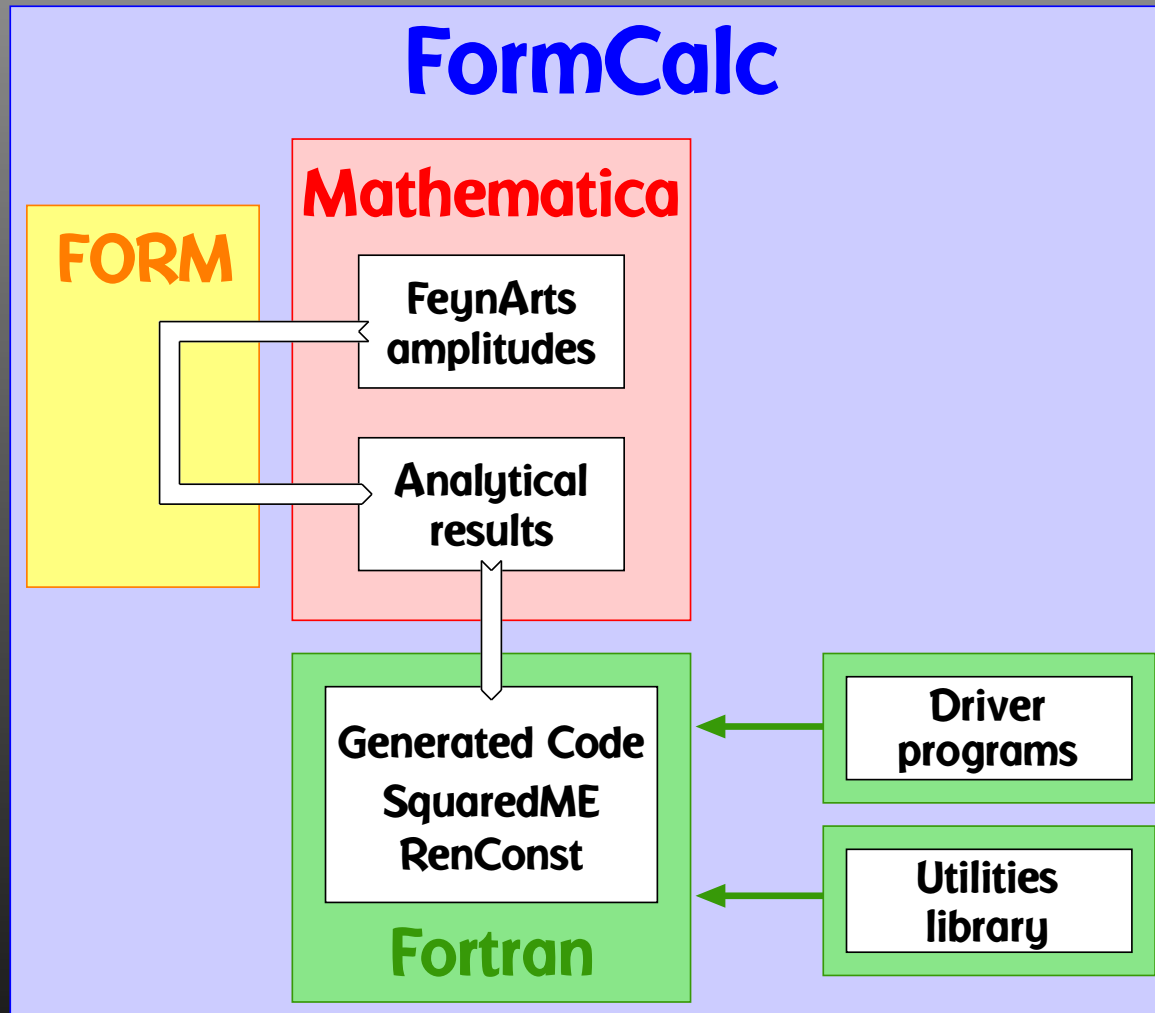 FormCalc
Mathematica
FORM
FeynArts
amplitudes
Analytical
results
Generated Code
SquaredME
RenConst
Fortran
Driver
programs
Utilities
library